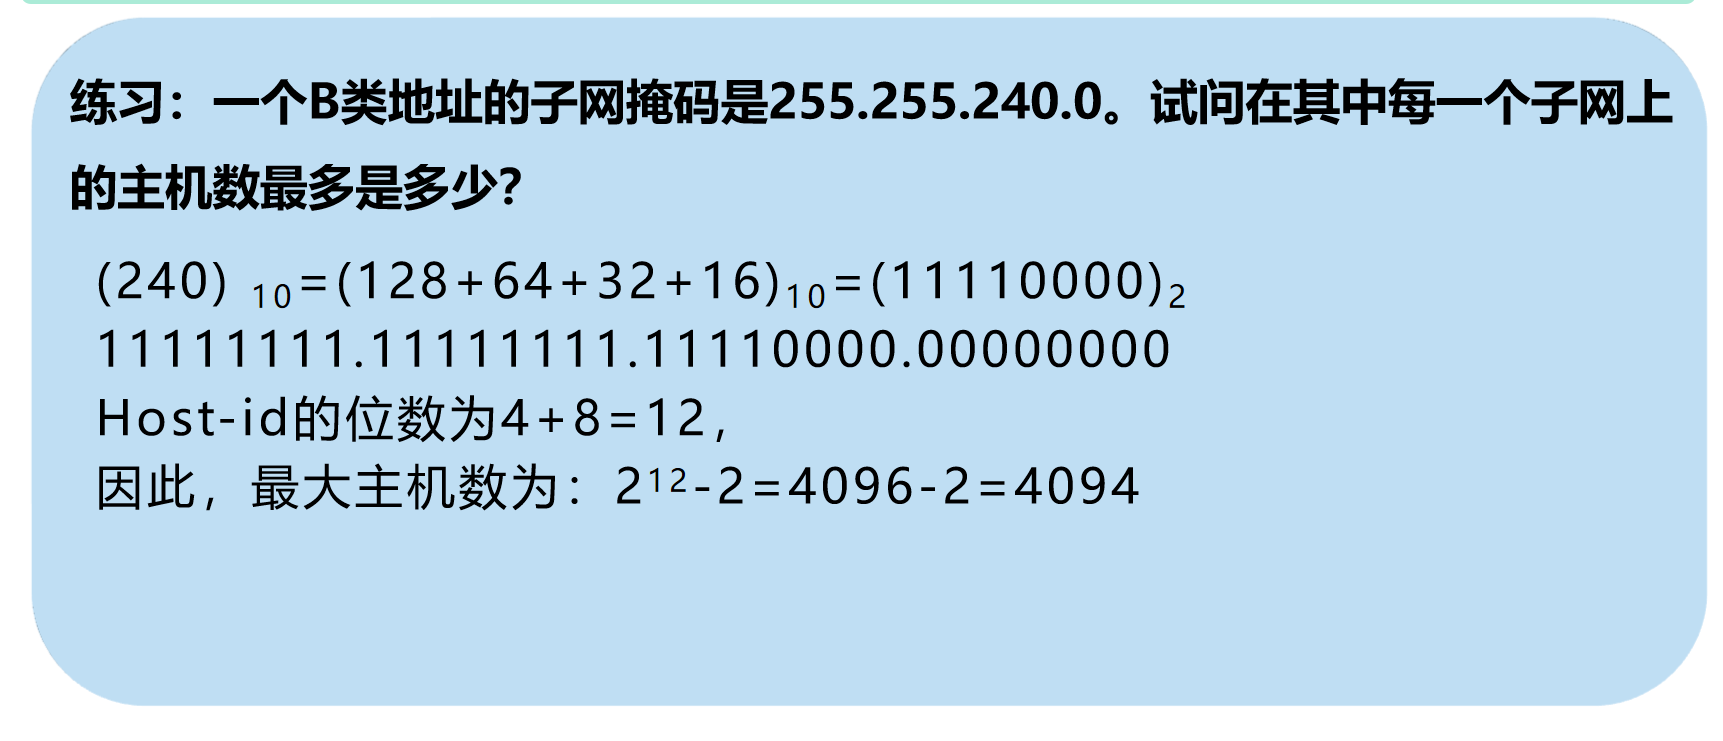 练习：一个B类地址的子网掩码是255.255.240.0。试问在其中每一个子网上
的主机数最多是多少？
(240) ₁₀=(128+64+32+16)₁₀=(11110000)₂
11111111.11111111.11110000.00000000
Host-id的位数为4+8=12，
因此，最大主机数为：2¹²-2=4096-2=4094